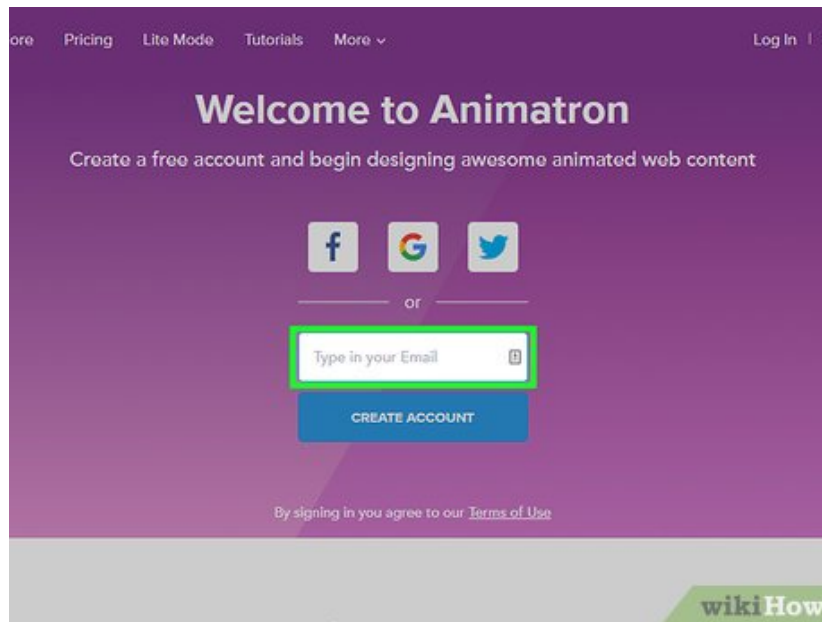 ore Pricing Lite Mode Tutorials More Log In
Welcome to Animatron
Create a free account and begin designing awesome animated web content
f G
or
Type in your Email
CREATE ACCOUNT
By signing in you agree to our Terms of Use
wikiHow